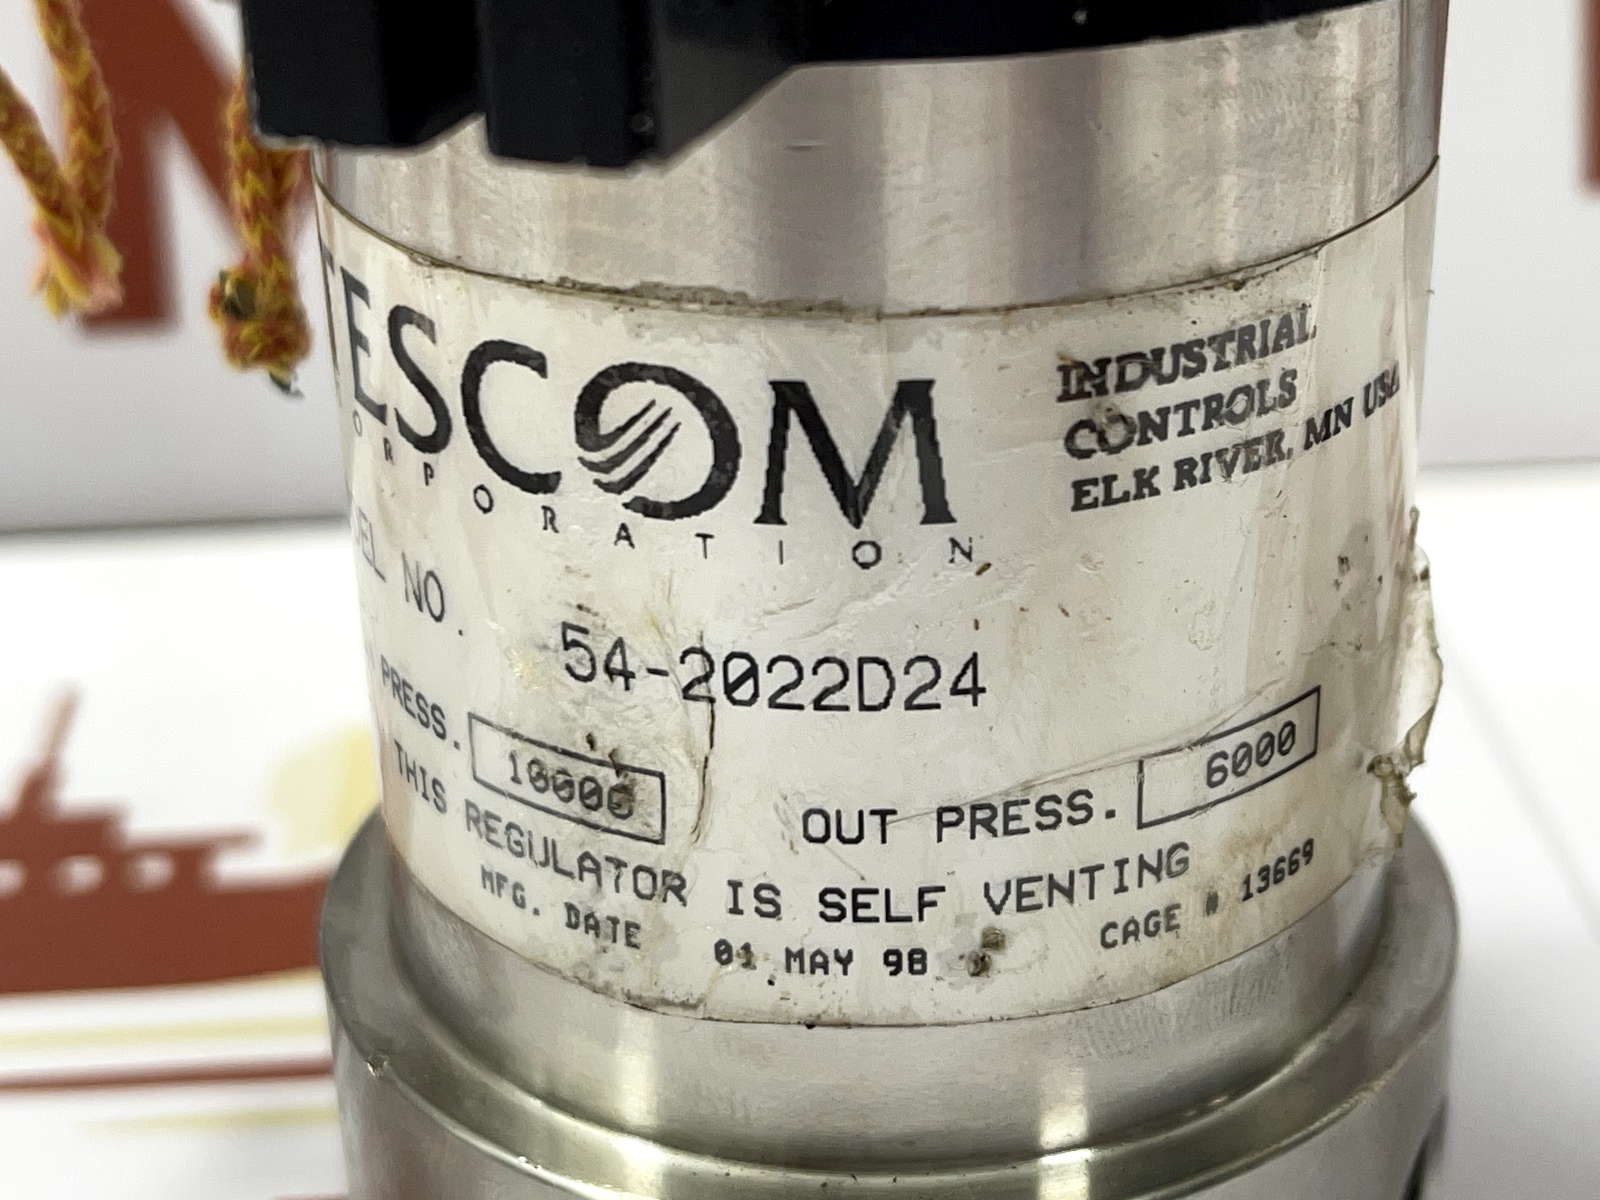 TESCOM
CORPORATION
INDUSTRIAL
CONTROLS
ELK RIVER, MN USA
NO.
54-2022D24
PRESS. 10000
OUT PRESS. 6000
THIS REGULATOR IS SELF VENTING
MFG. DATE 01 MAY 98
CAGE # 13669